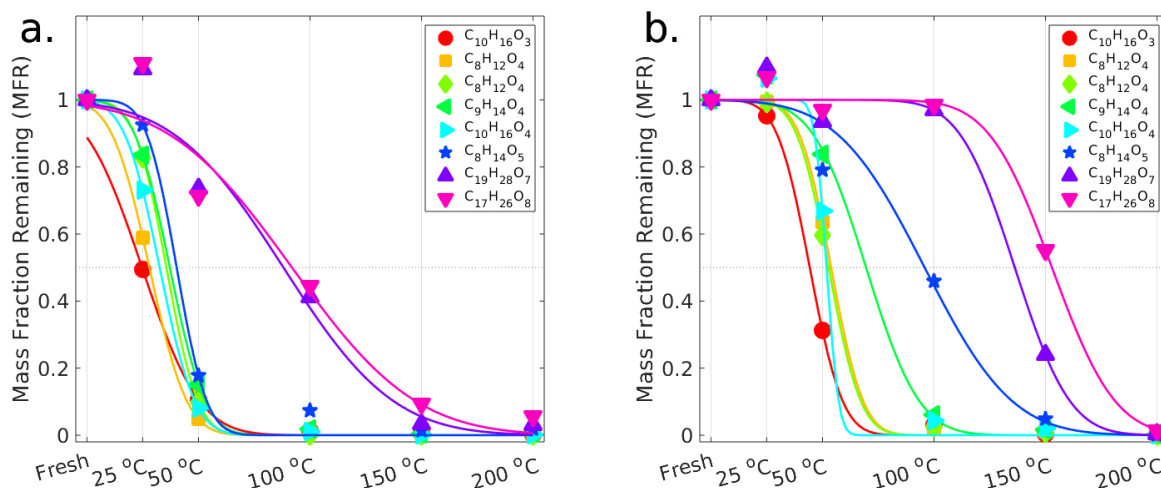 a.
Mass Fraction Remaining (MFR)
1
0.8
0.6
0.4
0.2
0
Fresh
25 °C
50 °C
100 °C
150 °C
200 °C
C10H16O3
C8H12O4
C8H12O4
C9H14O4
C10H16O4
C8H14O5
C19H28O7
C17H26O8
b.
Mass Fraction Remaining (MFR)
1
0.8
0.6
0.4
0.2
0
Fresh
25 °C
50 °C
100 °C
150 °C
200 °C
C10H16O3
C8H12O4
C8H12O4
C9H14O4
C10H16O4
C8H14O5
C19H28O7
C17H26O8